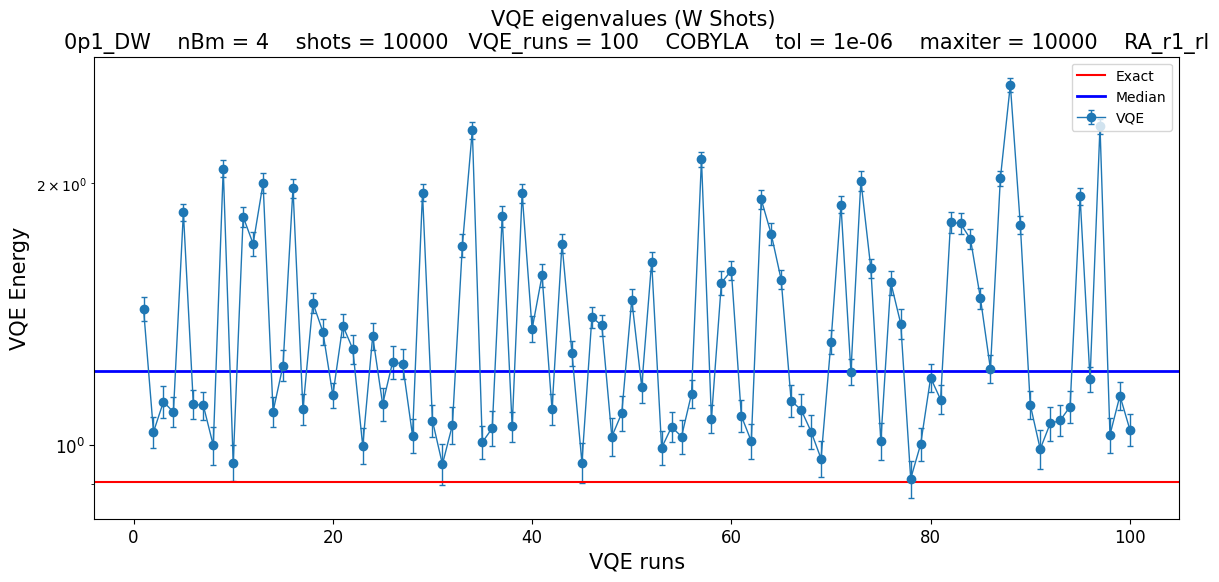 VQE eigenvalues (W Shots)
0p1_DW nBm = 4 shots = 10000 VQE_runs = 100 COBYLA tol = 1e-06 maxiter = 10000 RA_r1_rl
Exact
Median
VQE
VQE Energy
2 × 10⁰
10⁰
0 20 40 60 80 100
VQE runs